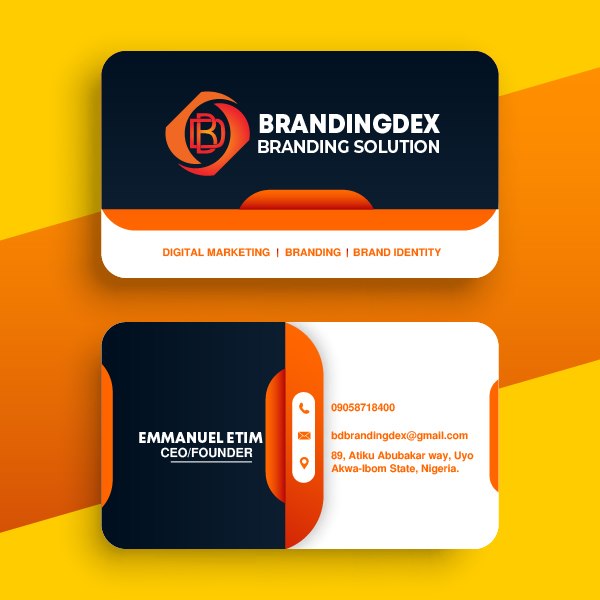 BRANDINGDEX
BRANDING SOLUTION
DIGITAL MARKETING | BRANDING | BRAND IDENTITY
EMMANUEL ETIM
CEO/FOUNDER
09058718400
bdbrandingdex@gmail.com
89, Atiku Abubakar way, Uyo
Akwa-Ibom State, Nigeria.